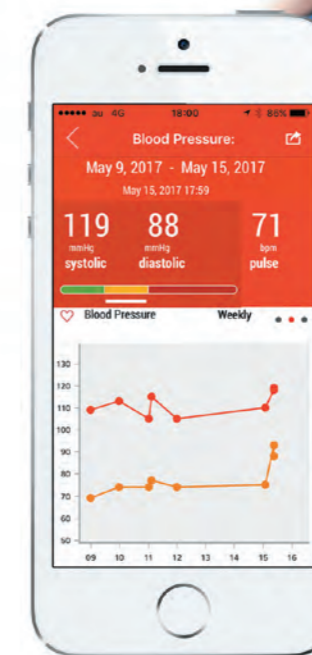 au 4G 18:00 86%
Blood Pressure:
May 9, 2017 - May 15, 2017
May 15, 2017 17:59
119 88 71
mmHg mmHg bpm
systolic diastolic pulse
Blood Pressure Weekly
130
120
110
100
90
80
70
60
50
09 10 11 12 13 14 15 16